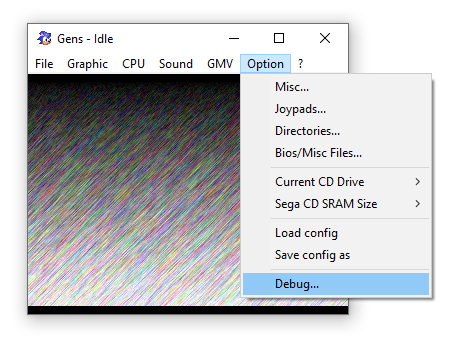 Gens - Idle
File Graphic CPU Sound GMV Option ?
Misc...
Joypads...
Directories...
Bios/Misc Files...
Current CD Drive
Sega CD SRAM Size
Load config
Save config as
Debug...